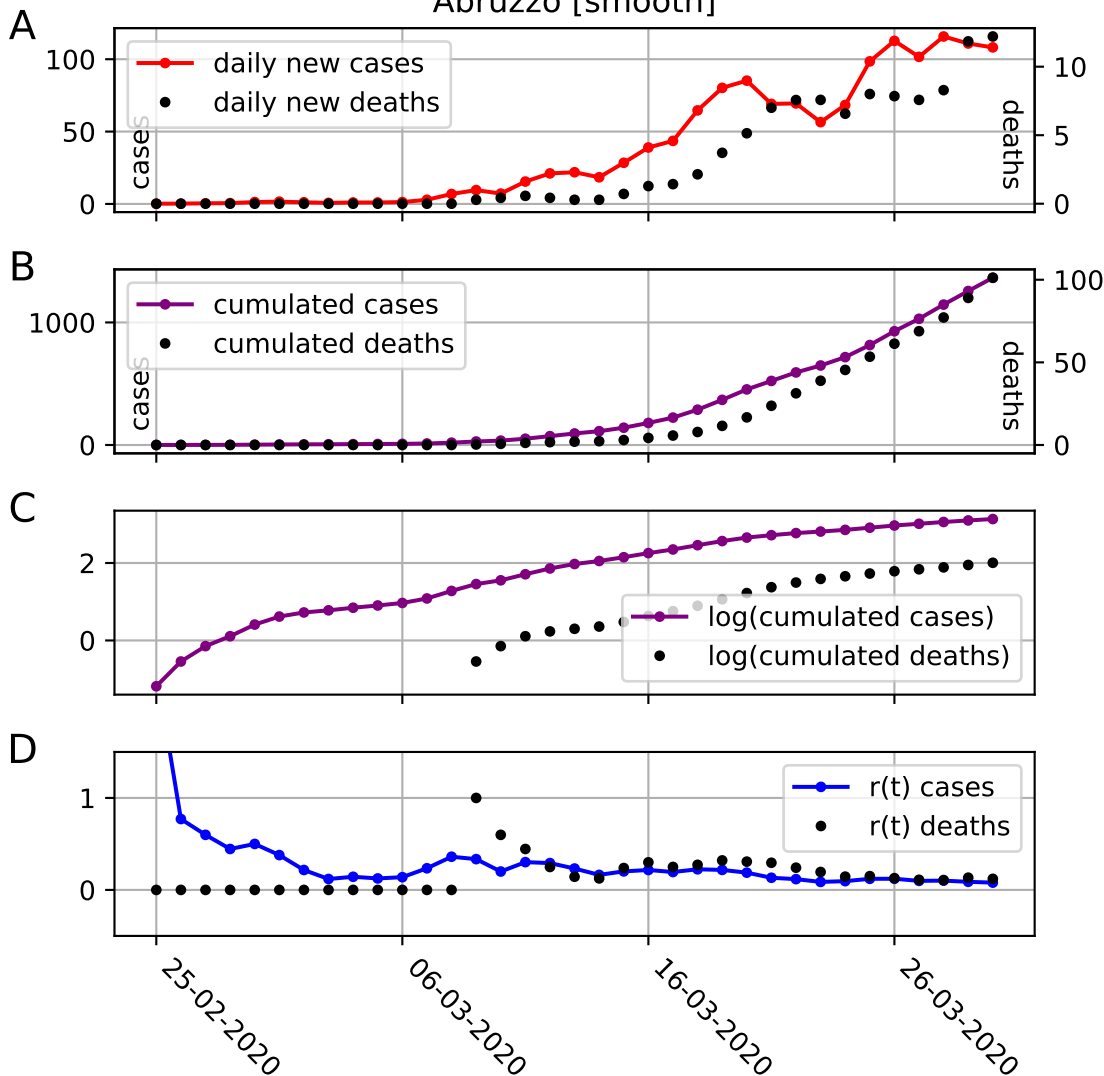 Abruzzo [smooth]
A
100
50
0
daily new cases
daily new deaths
cases
10
5
0
deaths
B
1000
0
cumulated cases
cumulated deaths
cases
100
50
0
deaths
C
2
0
log(cumulated cases)
log(cumulated deaths)
D
1
0
r(t) cases
r(t) deaths
25-02-2020
06-03-2020
16-03-2020
26-03-2020